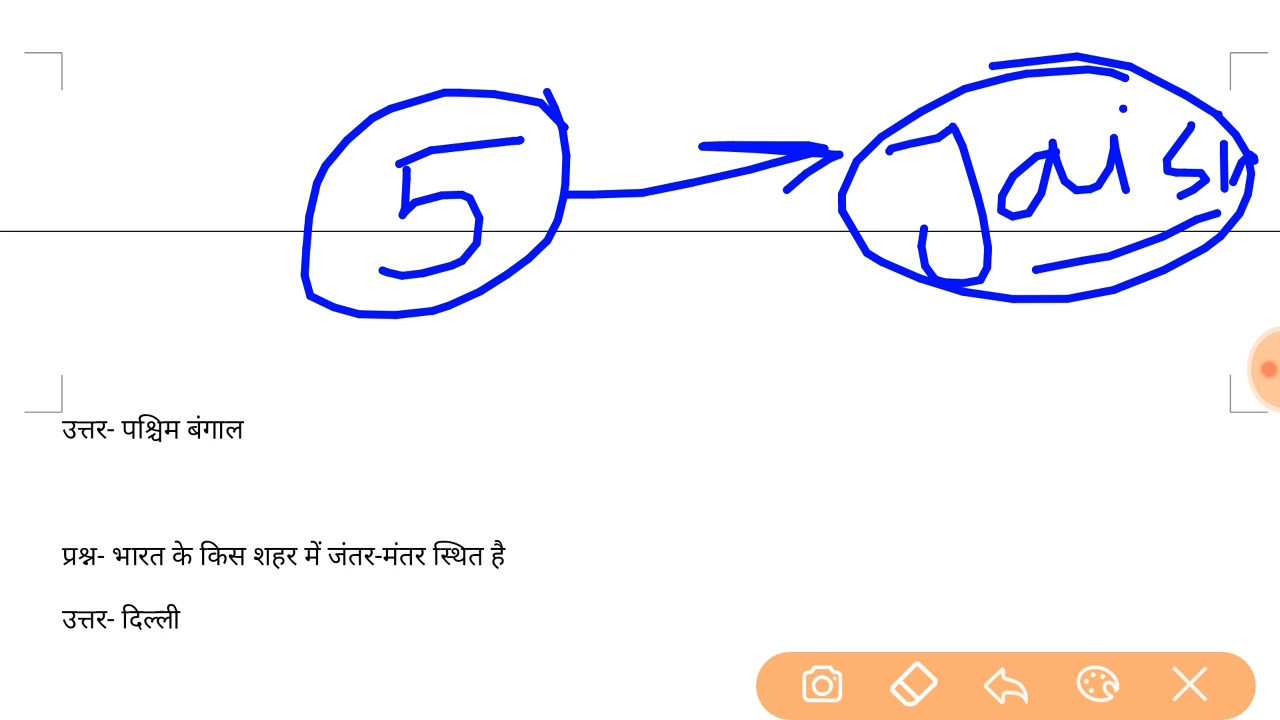 5 Jaish
उत्तर- पश्चिम बंगाल
प्रश्न- भारत के किस शहर में जंतर-मंतर स्थित है
उत्तर- दिल्ली